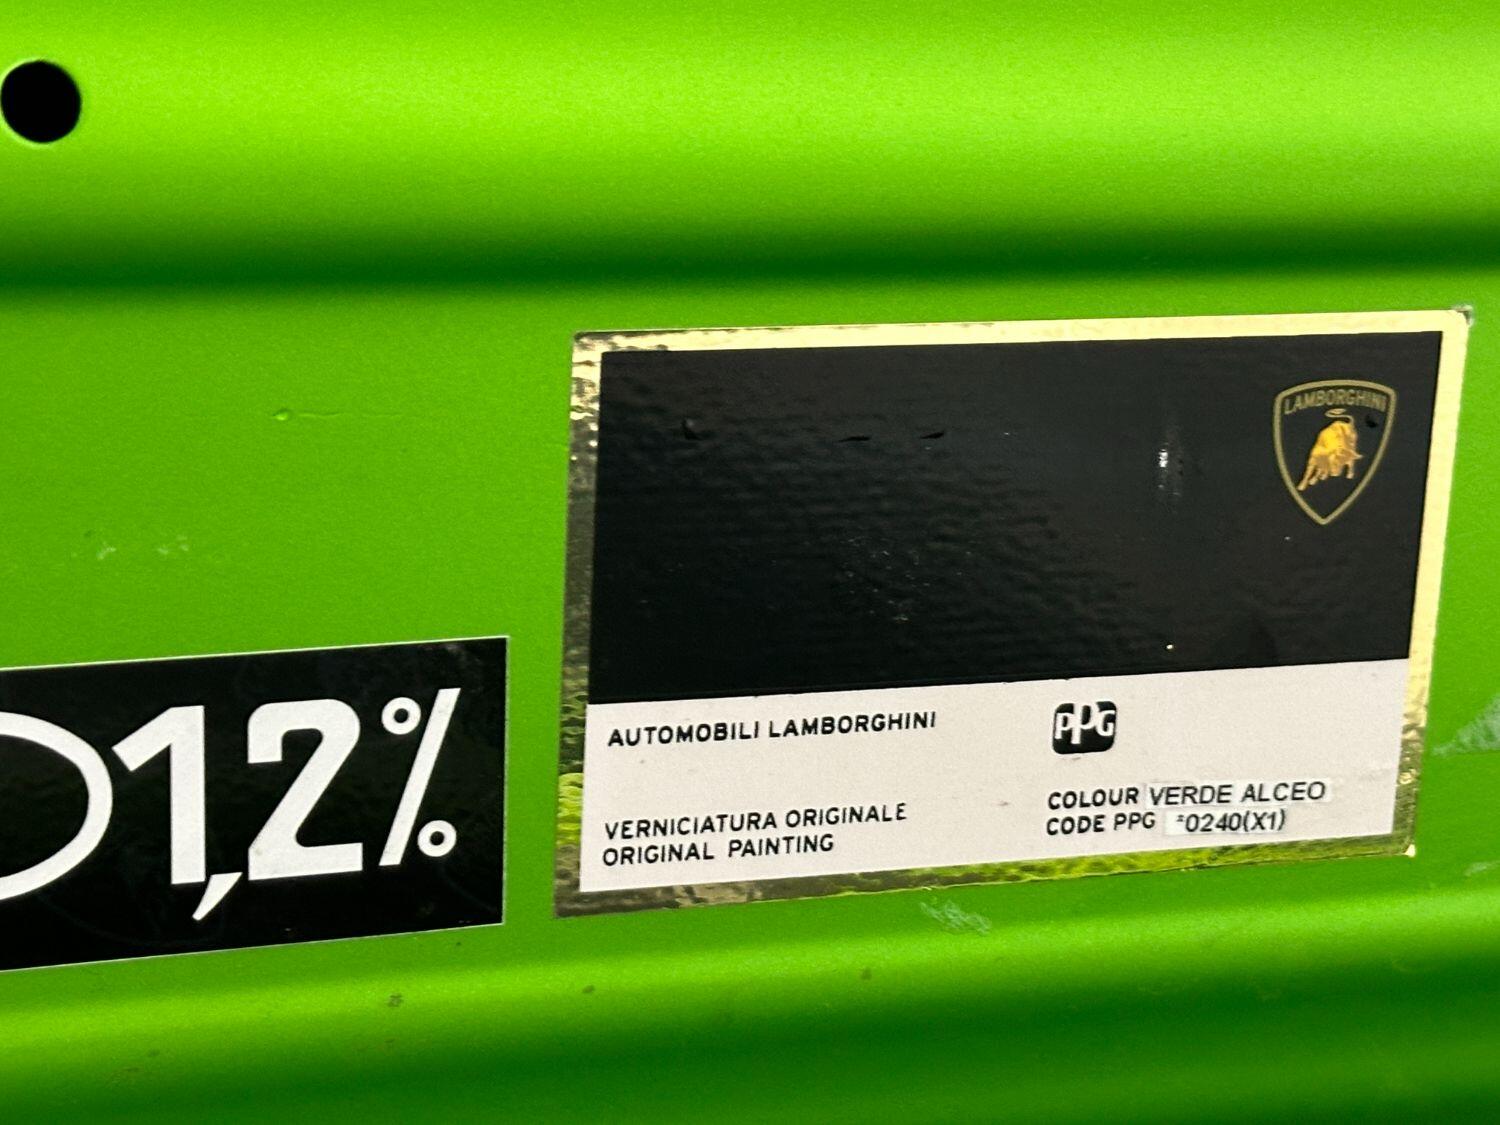 LAMBORGHINI
AUTOMOBILI LAMBORGHINI
PPG
VERNICIATURA ORIGINALE
ORIGINAL PAINTING
COLOUR VERDE ALCEO
CODE PPG *0240(X1)
1,2%